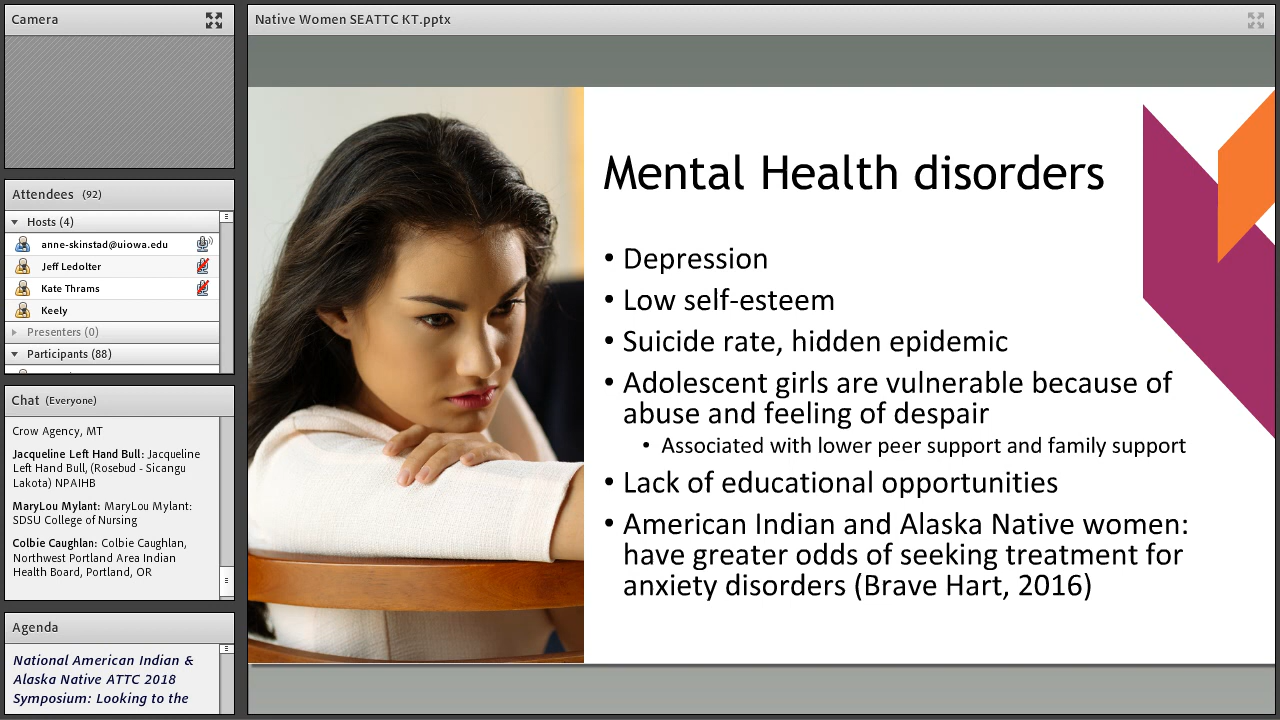 Camera
Attendees (92)
Hosts (4)
anne-skinstad@uiowa.edu
Jeff Ledolter
Kate Thrams
Keely
Presenters (0)
Participants (88)
Chat (Everyone)
Crow Agency, MT
Jacqueline Left Hand Bull: Jacqueline
Left Hand Bull, (Rosebud - Sicangu
Lakota) NPAIHB
MaryLou Mylant: MaryLou Mylant:
SDSU College of Nursing
Colbie Caughlan: Colbie Caughlan,
Northwest Portland Area Indian
Health Board, Portland, OR
Agenda
National American Indian &
Alaska Native ATTC 2018
Symposium: Looking to the
Native Women SEATTC KT.pptx
Mental Health disorders
• Depression
• Low self-esteem
• Suicide rate, hidden epidemic
• Adolescent girls are vulnerable because of
abuse and feeling of despair
• Associated with lower peer support and family support
• Lack of educational opportunities
• American Indian and Alaska Native women:
have greater odds of seeking treatment for
anxiety disorders (Brave Hart, 2016)